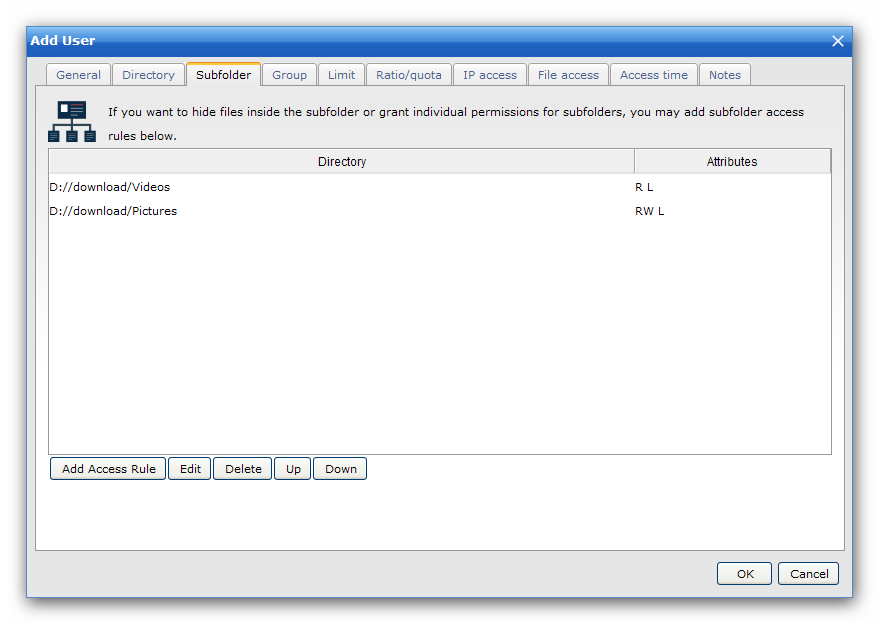 Add User
General Directory Subfolder Group Limit Ratio/quota IP access File access Access time Notes
If you want to hide files inside the subfolder or grant individual permissions for subfolders, you may add subfolder access
rules below.
Directory Attributes
D://download/Videos R L
D://download/Pictures RW L
Add Access Rule Edit Delete Up Down
OK Cancel